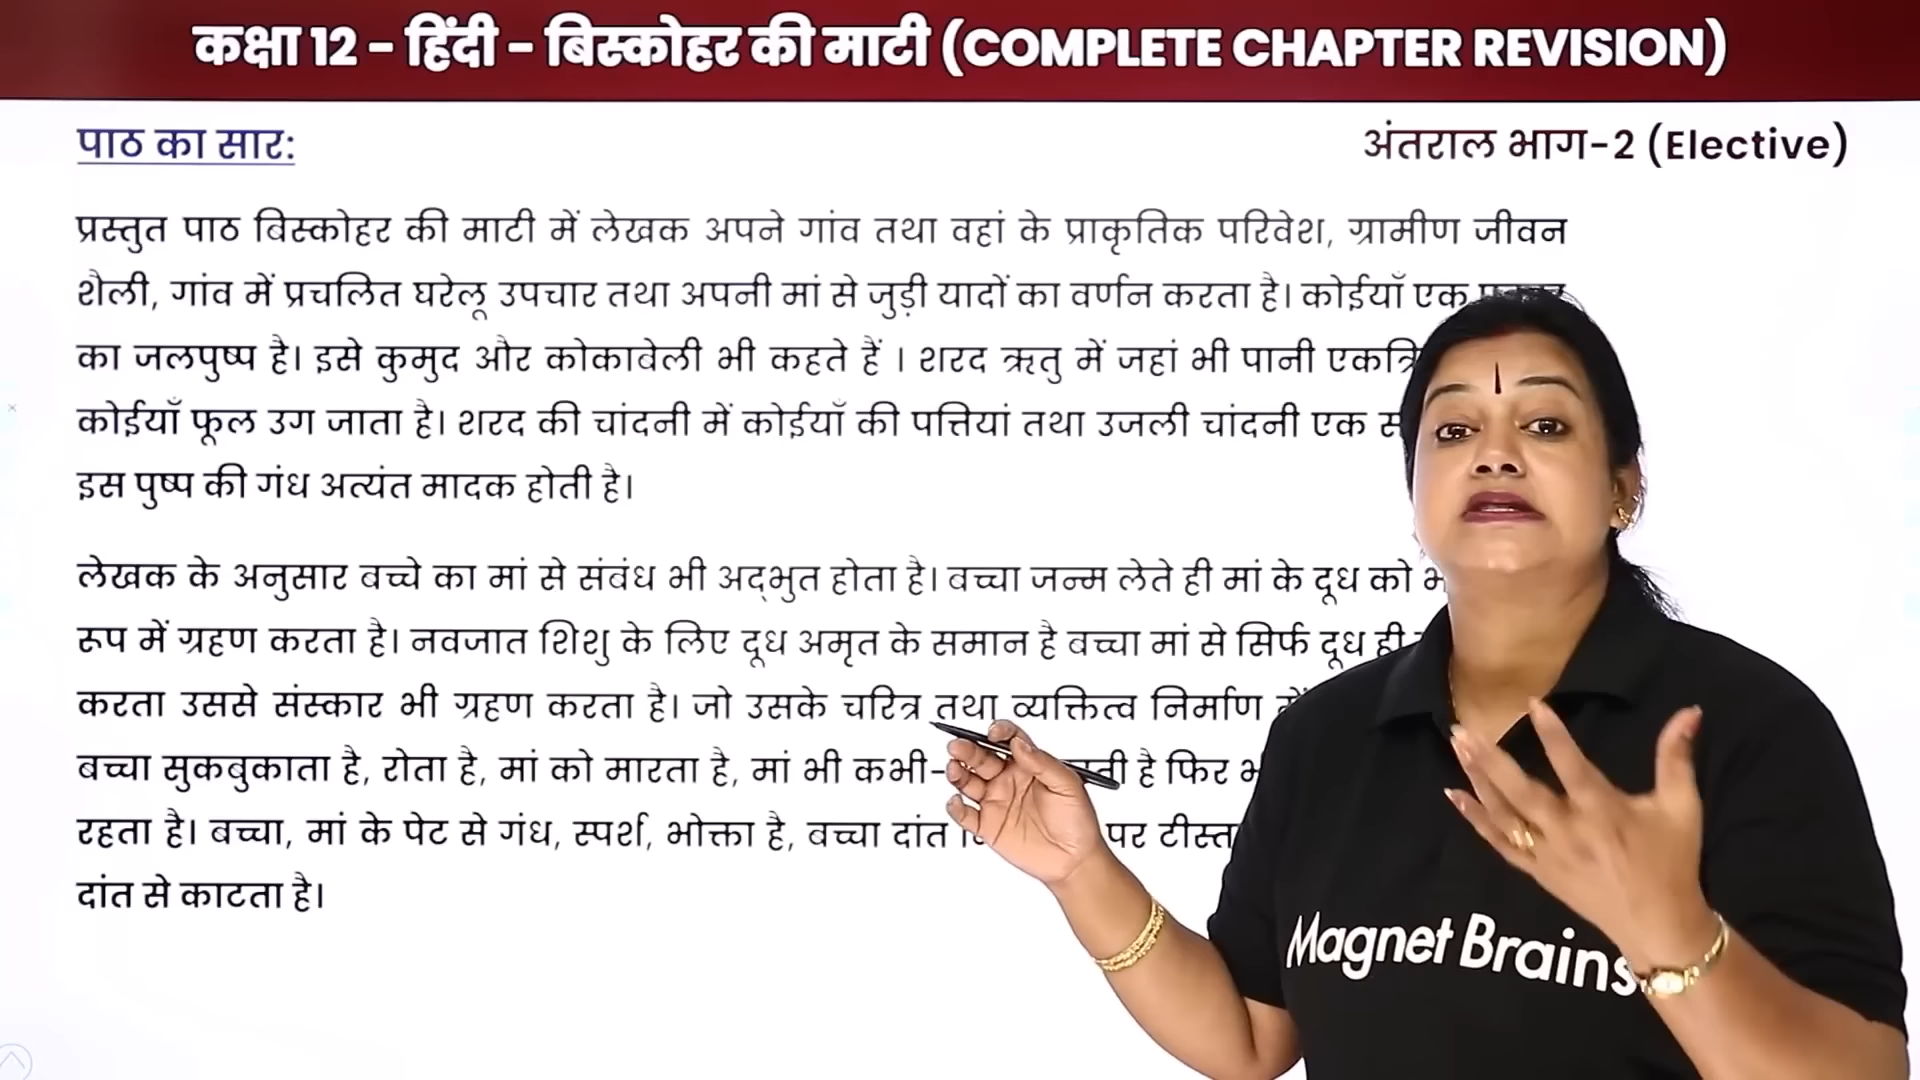 कक्षा 12 - हिंदी - बिस्कोहर की माटी (COMPLETE CHAPTER REVISION)
पाठ का सार:
अंतराल भाग-2 (Elective)
प्रस्तुत पाठ बिस्कोहर की माटी में लेखक अपने गांव तथा वहां के प्राकृतिक परिवेश, ग्रामीण जीवन
शैली, गांव में प्रचलित घरेलू उपचार तथा अपनी मां से जुड़ी यादों का वर्णन करता है। कोईयाँ एक
का जलपुष्प है। इसे कुमुद और कोकाबेली भी कहते हैं । शरद ऋतु में जहां भी पानी
कोईयाँ फूल उग जाता है। शरद की चांदनी में कोईयाँ की पत्तियां तथा उजली चांदनी एक
इस पुष्प की गंध अत्यंत मादक होती है।
लेखक के अनुसार बच्चे का मां से संबंध भी अद्भुत होता है। बच्चा जन्म लेते ही मां के दूध को
रूप में ग्रहण करता है। नवजात शिशु के लिए दूध अमृत के समान है बच्चा मां से सिर्फ दूध ही
करता उससे संस्कार भी ग्रहण करता है। जो उसके चरित्र तथा व्यक्तित्व निर्माण
बच्चा सुकबुकाता है, रोता है, मां को मारता है, मां भी कभी- है फिर
रहता है। बच्चा, मां के पेट से गंध, स्पर्श, भोक्ता है, बच्चा दांत पर
दांत से काटता है।
Magnet Brains